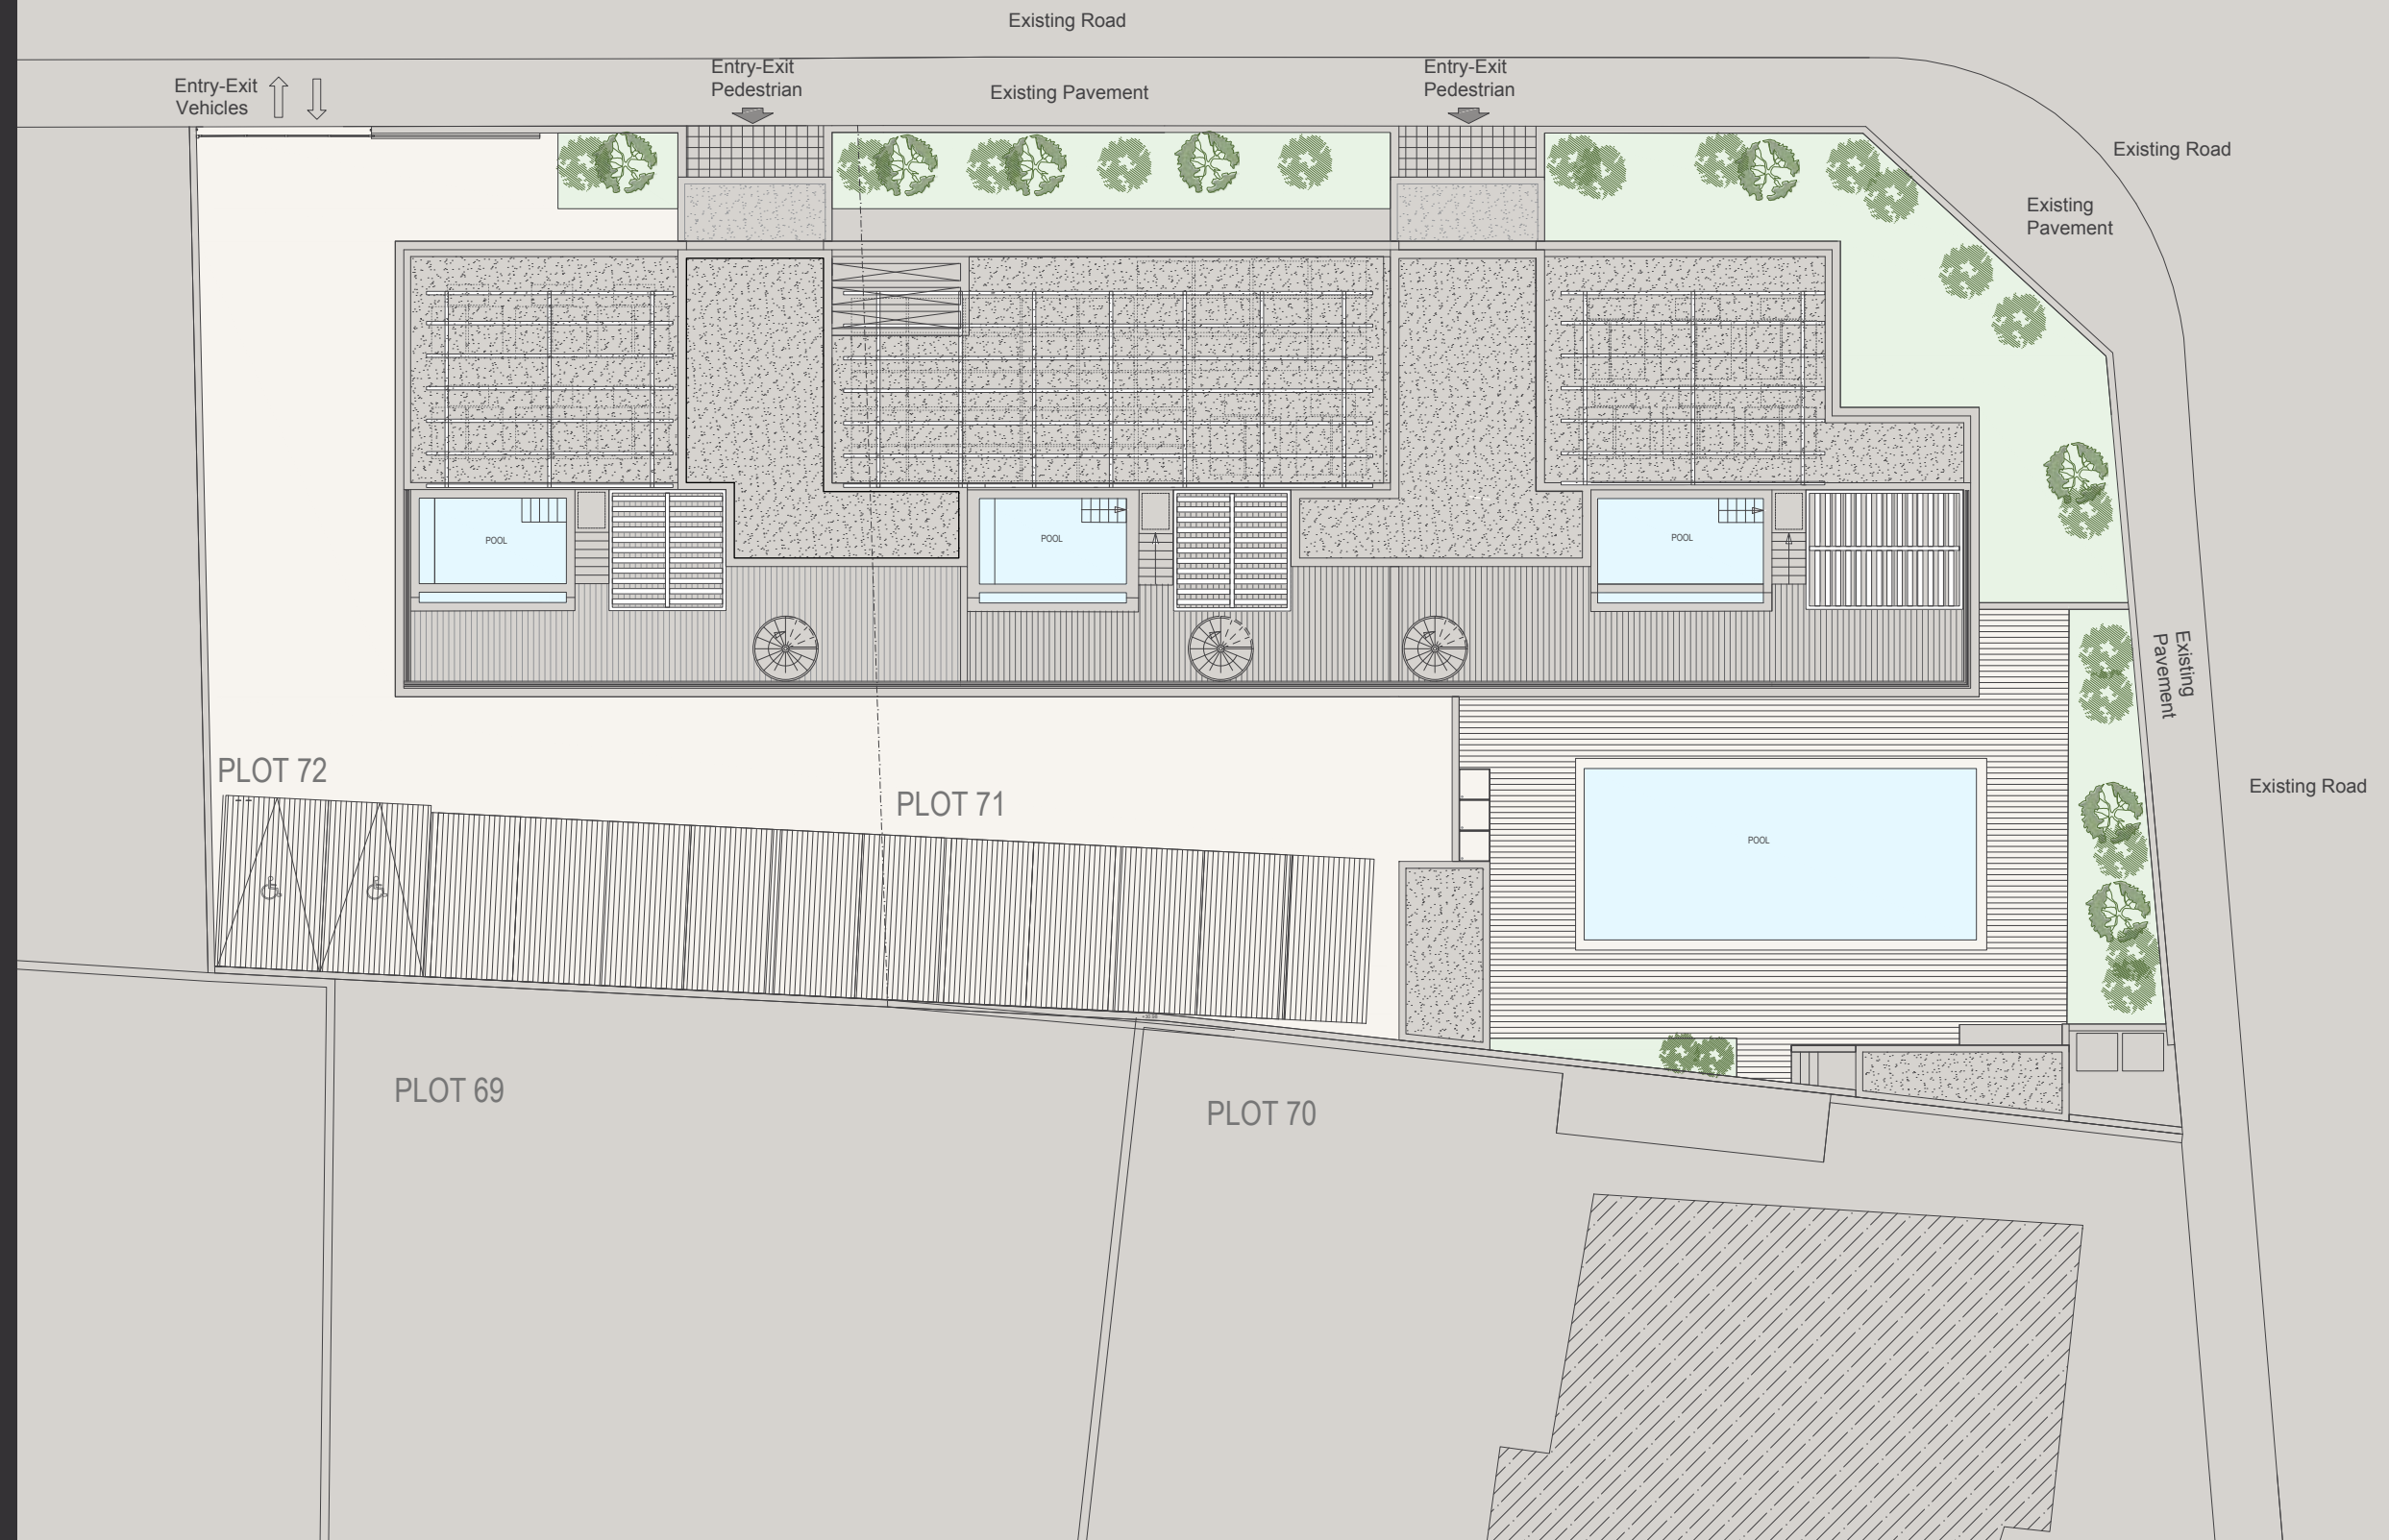 Existing Road
Entry-Exit
Pedestrian
Entry-Exit
Pedestrian
Entry-Exit
Vehicles
Existing Pavement
Existing Road
Existing
Pavement
POOL
POOL
POOL
Existing
Pavement
PLOT 72
PLOT 71
Existing Road
POOL
PLOT 69
PLOT 70